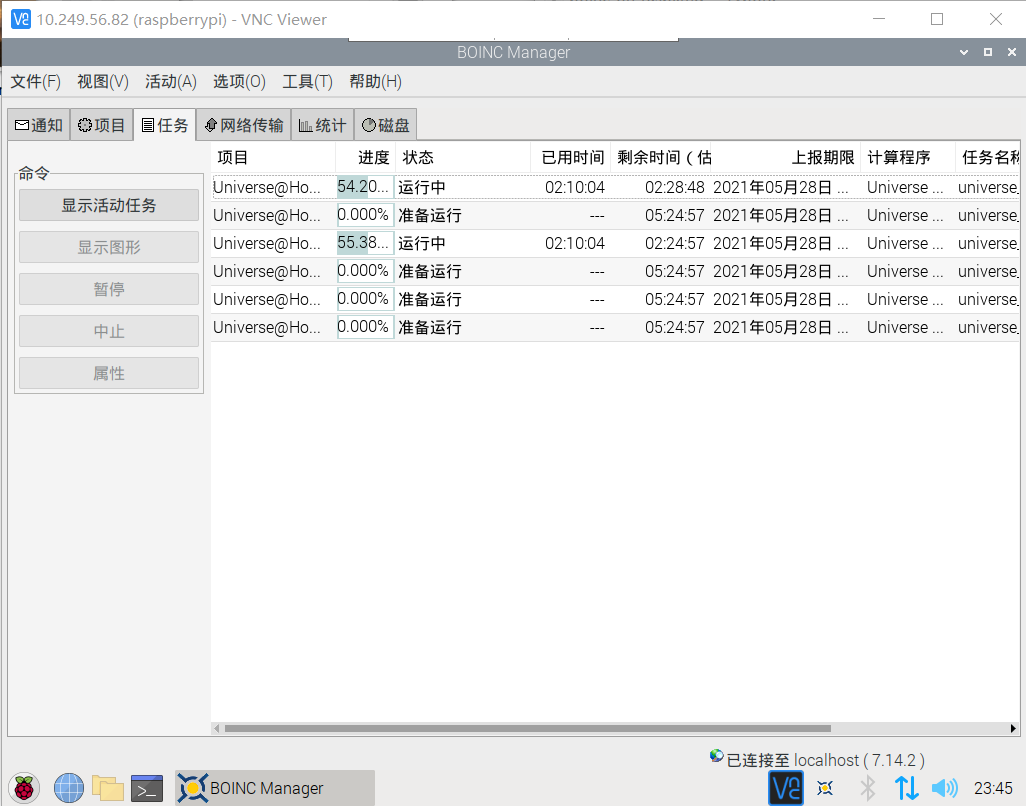 10.249.56.82 (raspberrypi) - VNC Viewer
BOINC Manager
文件(F) 视图(V) 活动(A) 选项(O) 工具(T) 帮助(H)
通知 项目 任务 网络传输 统计 磁盘
命令
显示活动任务
显示图形
暂停
中止
属性
项目 进度 状态 已用时间 剩余时间（估 上报期限 计算程序 任务名称
Universe@Ho... 54.20... 运行中 02:10:04 02:28:48 2021年05月28日 ... Universe ... universe_
Universe@Ho... 0.000% 准备运行 --- 05:24:57 2021年05月28日 ... Universe ... universe_
Universe@Ho... 55.38... 运行中 02:10:04 02:24:57 2021年05月28日 ... Universe ... universe_
Universe@Ho... 0.000% 准备运行 --- 05:24:57 2021年05月28日 ... Universe ... universe_
Universe@Ho... 0.000% 准备运行 --- 05:24:57 2021年05月28日 ... Universe ... universe_
Universe@Ho... 0.000% 准备运行 --- 05:24:57 2021年05月28日 ... Universe ... universe_
已连接至 localhost ( 7.14.2 )
BOINC Manager
23:45